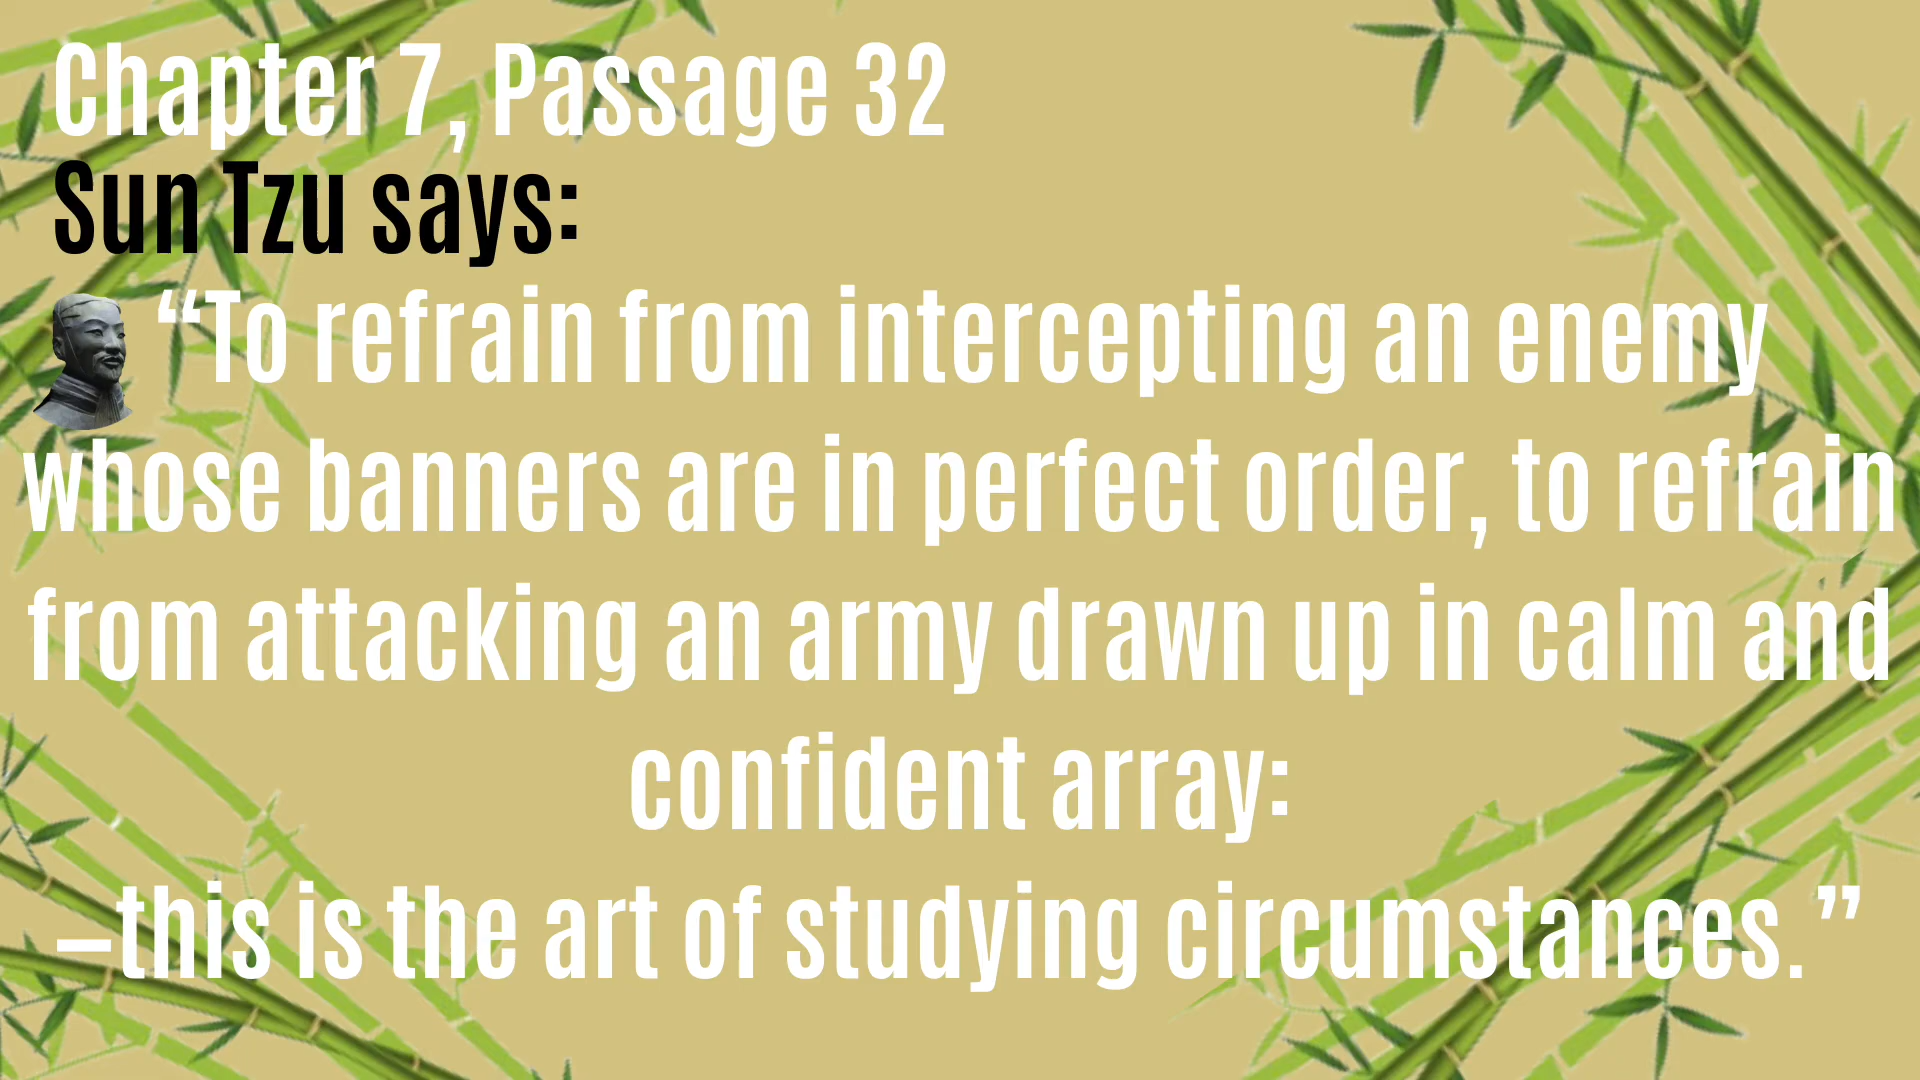 Chapter 7, Passage 32
Sun Tzu says:
“To refrain from intercepting an enemy
whose banners are in perfect order, to refrain
from attacking an army drawn up in calm and
confident array:
—this is the art of studying circumstances.”